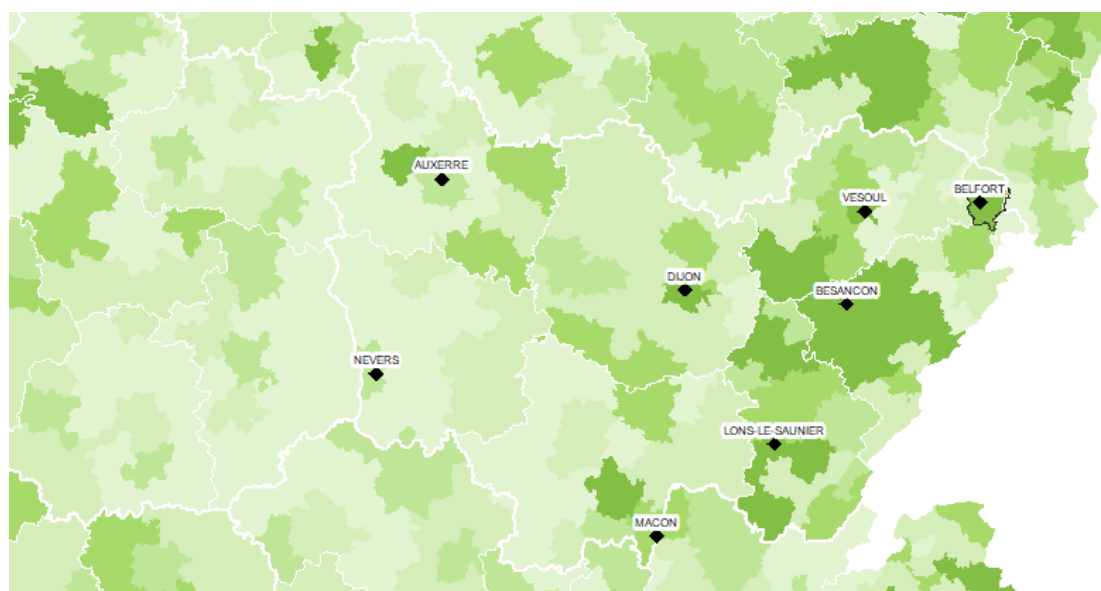 AUXERRE
BELFORT
VESOUL
DIJON
BESANCON
NEVERS
LONS-LE-SAUNIER
MACON